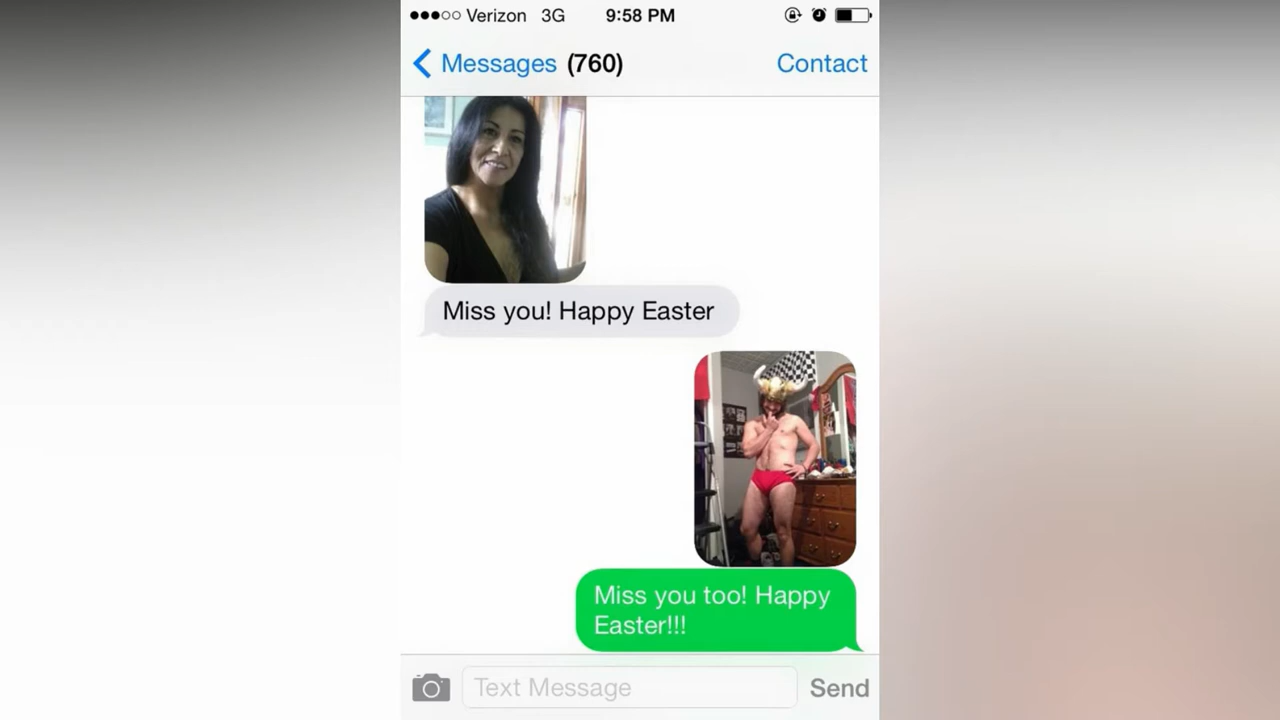 Verizon 3G 9:58 PM
Messages (760) Contact
Miss you! Happy Easter
Miss you too! Happy
Easter!!!
Text Message Send